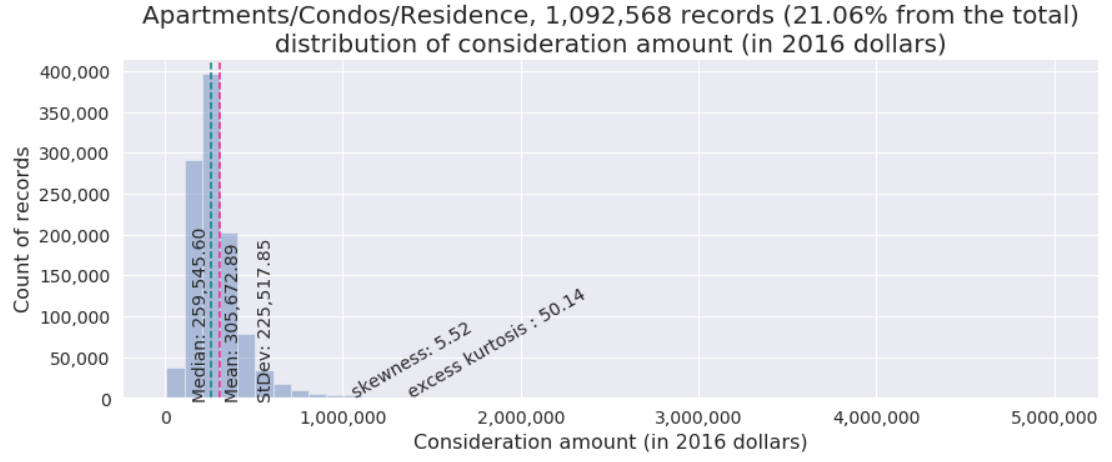 Apartments/Condos/Residence, 1,092,568 records (21.06% from the total)
distribution of consideration amount (in 2016 dollars)
Count of records
400,000
350,000
300,000
250,000
200,000
150,000
100,000
50,000
0
Median: 259,545.60
Mean: 305,672.89
StDev: 225,517.85
skewness: 5.52
excess kurtosis : 50.14
0
1,000,000
2,000,000
3,000,000
4,000,000
5,000,000
Consideration amount (in 2016 dollars)